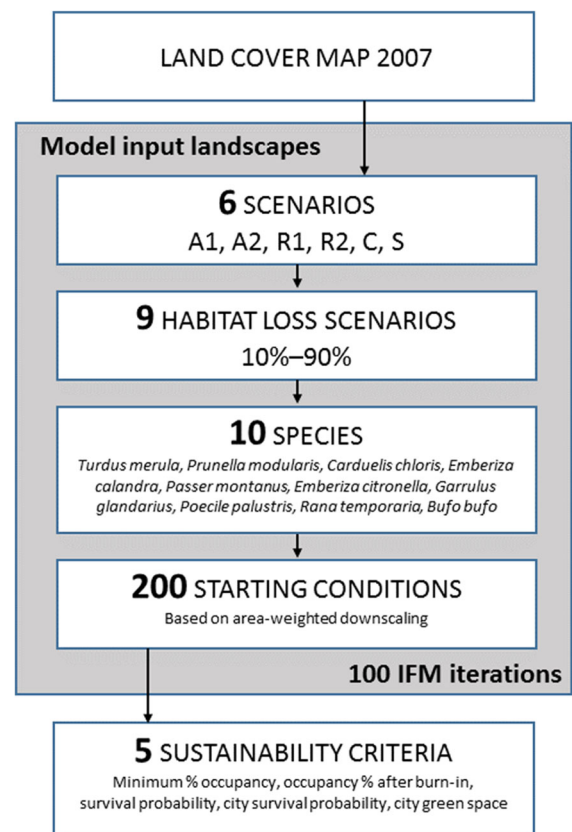 LAND COVER MAP 2007
Model input landscapes
6 SCENARIOS
A1, A2, R1, R2, C, S
9 HABITAT LOSS SCENARIOS
10%–90%
10 SPECIES
Turdus merula, Prunella modularis, Carduelis chloris, Emberiza
calandra, Passer montanus, Emberiza citronella, Garrulus
glandarius, Poecile palustris, Rana temporaria, Bufo bufo
200 STARTING CONDITIONS
Based on area-weighted downscaling
100 IFM iterations
5 SUSTAINABILITY CRITERIA
Minimum % occupancy, occupancy % after burn-in,
survival probability, city survival probability, city green space